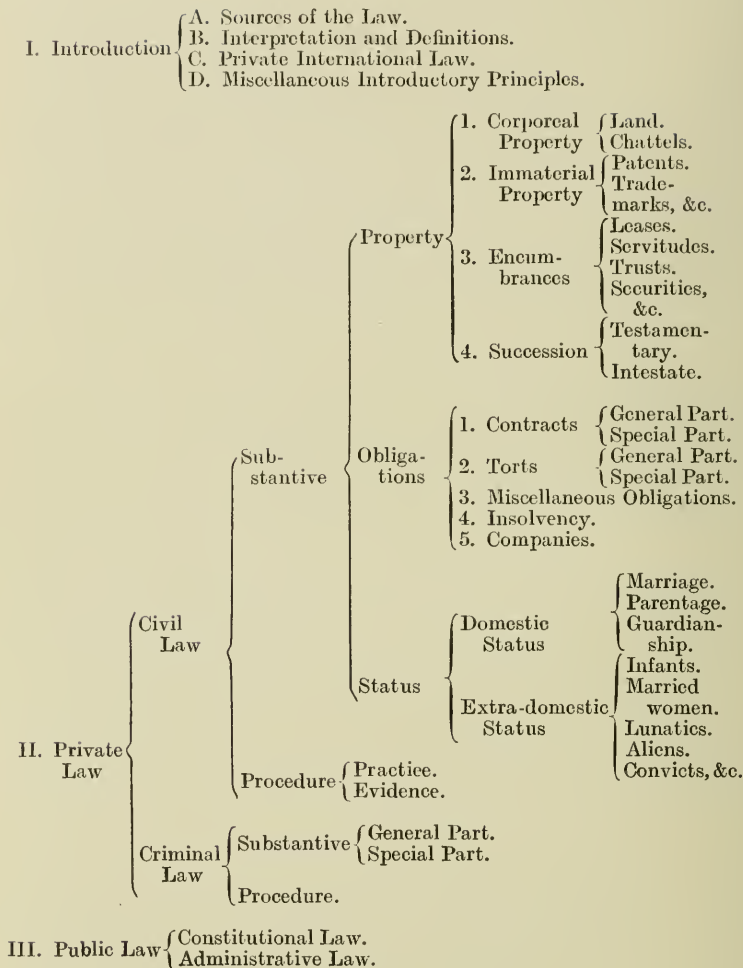 A. Sources of the Law.
I. Introduction B. Interpretation and Definitions.
C. Private International Law.
D. Miscellaneous Introductory Principles.
1. Corporeal Land.
Property Chattels.
2. Immaterial Patents.
Property Trade-
marks, &c.
Property
Leases.
3. Encum- Servitudes.
brances Trusts.
Securities,
&c.
4. Succession Testamen-
tary.
Intestate.
Sub-
stantive
Obliga-
tions
1. Contracts General Part.
Special Part.
2. Torts General Part.
Special Part.
3. Miscellaneous Obligations.
4. Insolvency.
5. Companies.
Civil
Law
Status
Domestic Marriage.
Status Parentage.
Guardian-
ship.
Extra-domestic Infants.
Status Married
women.
Lunatics.
Aliens.
Convicts, &c.
II. Private
Law
Procedure Practice.
Evidence.
Criminal
Law
Substantive General Part.
Special Part.
Procedure.
III. Public Law Constitutional Law.
Administrative Law.